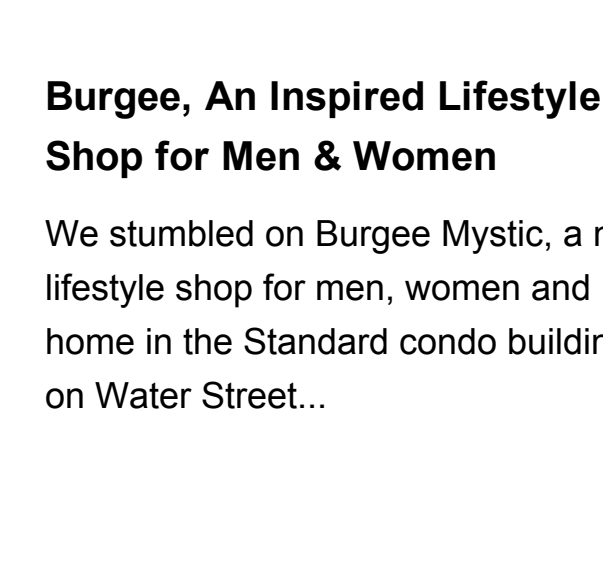 Burgee, An Inspired Lifestyle
Shop for Men & Women
We stumbled on Burgee Mystic, a
lifestyle shop for men, women and
home in the Standard condo
on Water Street...